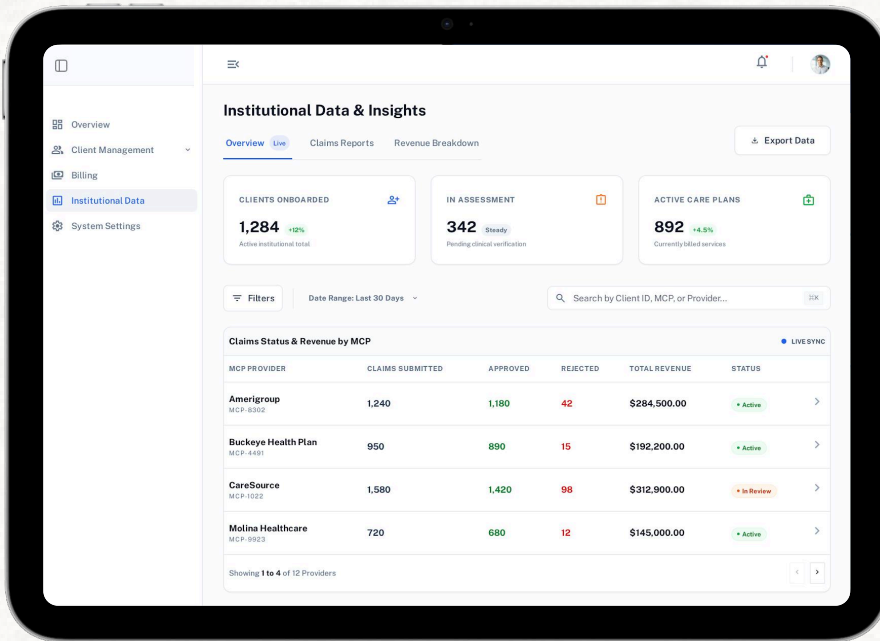 Institutional Data & Insights
Overview
Client Management
Billing
Institutional Data
System Settings
Overview Live Claims Reports Revenue Breakdown
Export Data
CLIENTS ONBOARDED
1,284 +12%
Active institutional total
IN ASSESSMENT
342 Steady
Pending clinical verification
ACTIVE CARE PLANS
892 +4.5%
Currently billed services
Filters Date Range: Last 30 Days
Search by Client ID, MCP, or Provider... ⌘K
Claims Status & Revenue by MCP LIVE SYNC
MCP PROVIDER CLAIMS SUBMITTED APPROVED REJECTED TOTAL REVENUE STATUS
Amerigroup 1,240 1,180 42 $284,500.00 Active
MCP-8302
Buckeye Health Plan 950 890 15 $192,200.00 Active
MCP-4491
CareSource 1,580 1,420 98 $312,900.00 In Review
MCP-1022
Molina Healthcare 720 680 12 $145,000.00 Active
MCP-9923
Showing 1 to 4 of 12 Providers